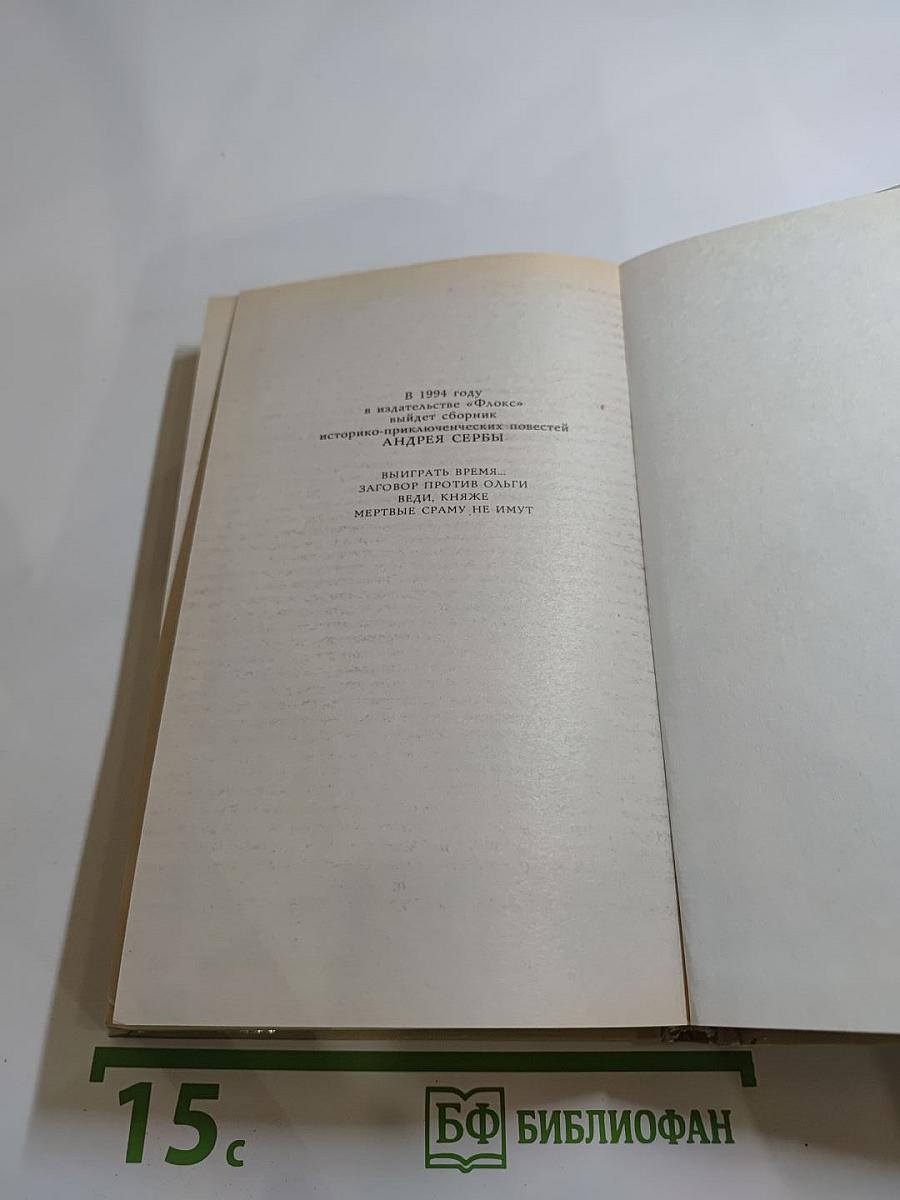 В 1994 году
в издательстве «Флокс»
выйдет сборник
историко-приключенческих повестей
АНДРЕЯ СЕРБЫ
ВЫИГРАТЬ ВРЕМЯ...
ЗАГОВОР ПРОТИВ ОЛЬГИ
ВЕДИ, КНЯЖЕ
МЕРТВЫЕ СРАМУ НЕ ИМУТ
15 с
БФ БИБЛИОФАН